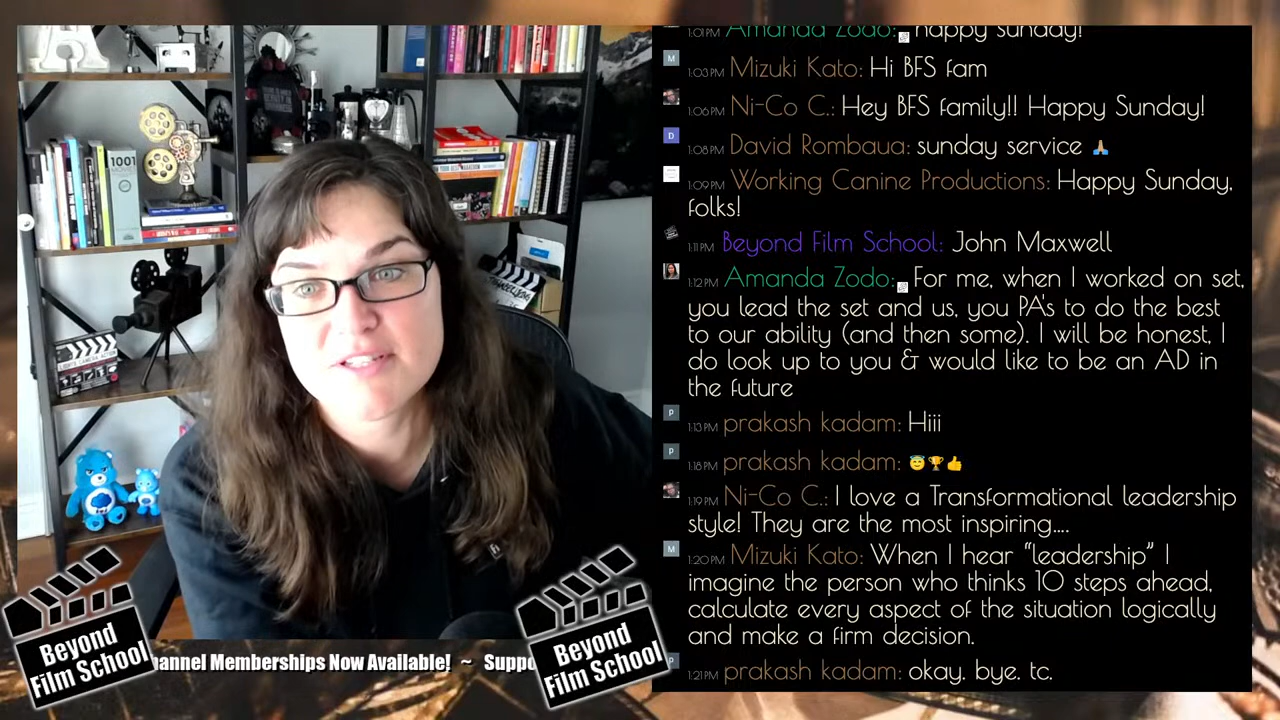 1:01 PM Amanda Zodo: happy sunday!
M 1:03 PM Mizuki Kato: Hi BFS fam
1:06 PM Ni-Co C.: Hey BFS family!! Happy Sunday!
D 1:08 PM David Rombaua: sunday service 🙏
1:09 PM Working Canine Productions: Happy Sunday,
folks!
1:11 PM Beyond Film School: John Maxwell
1:12 PM Amanda Zodo: For me, when I worked on set,
you lead the set and us, you PA's to do the best
to our ability (and then some). I will be honest, I
do look up to you & would like to be an AD in
the future
P 1:13 PM prakash kadam: Hiii
P 1:18 PM prakash kadam: 😇🏆👍
1:19 PM Ni-Co C.: I love a Transformational leadership
style! They are the most inspiring....
M 1:20 PM Mizuki Kato: When I hear “leadership” I
imagine the person who thinks 10 steps ahead,
calculate every aspect of the situation logically
and make a firm decision.
P 1:21 PM prakash kadam: okay. bye. tc.
1001
LIGHTS CAMERA ACTION
Beyond
Film School
hannel Memberships Now Available! ~ Suppo
Beyond
Film School